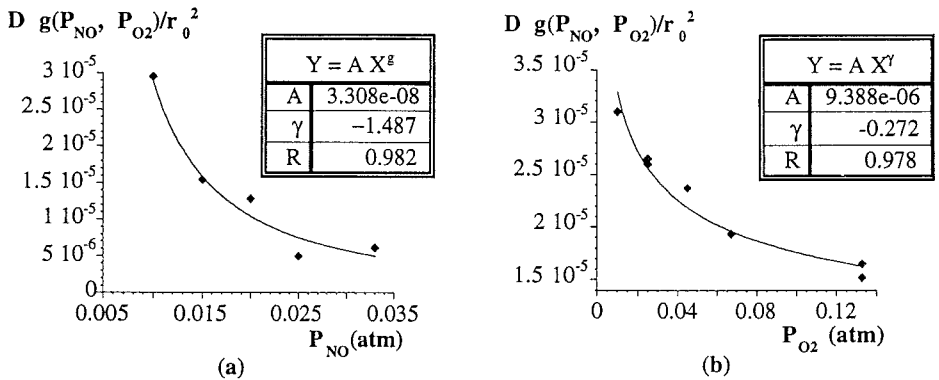 D g(P_NO, P_O2)/r_0^2
3 10^-5
2.5 10^-5
2 10^-5
1.5 10^-5
1 10^-5
5 10^-6
0
0.005 0.015 0.025 0.035
P_NO (atm)
(a)
Y = A X^g
A 3.308e-08
γ −1.487
R 0.982
D g(P_NO, P_O2)/r_0^2
3.5 10^-5
3 10^-5
2.5 10^-5
2 10^-5
1.5 10^-5
0 0.04 0.08 0.12
P_O2 (atm)
(b)
Y = A X^γ
A 9.388e-06
γ -0.272
R 0.978